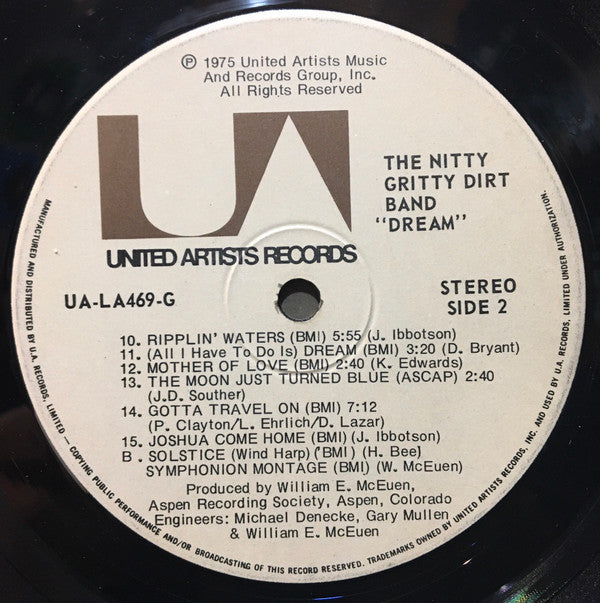 ℗ 1975 United Artists Music
And Records Group, Inc.
All Rights Reserved
UA
UNITED ARTISTS RECORDS
THE NITTY
GRITTY DIRT
BAND
"DREAM"
UA-LA469-G
STEREO
SIDE 2
10. RIPPLIN' WATERS (BMI) 5:55 (J. Ibbotson)
11. (All I Have To Do Is) DREAM (BMI) 3:20 (D. Bryant)
12. MOTHER OF LOVE (BMI) 2:40 (K. Edwards)
13. THE MOON JUST TURNED BLUE (ASCAP) 2:40
(J.D. Souther)
14. GOTTA TRAVEL ON (BMI) 7:12
(P. Clayton/L. Ehrlich/D. Lazar)
15. JOSHUA COME HOME (BMI) (J. Ibbotson)
B . SOLSTICE (Wind Harp) ('BMI) (H. Bee)
SYMPHONION MONTAGE (BMI) (W. McEuen)
Produced by William E. McEuen,
Aspen Recording Society, Aspen, Colorado
Engineers: Michael Denecke, Gary Mullen
& William E. McEuen
MANUFACTURED AND DISTRIBUTED BY U.A. RECORDS, LIMITED — COPYING PUBLIC PERFORMANCE AND/OR BROADCASTING OF THIS RECORD RESERVED. TRADEMARKS OWNED BY UNITED ARTISTS RECORDS, INC. AND USED BY U.A. RECORDS, LIMITED UNDER AUTHORIZATION.